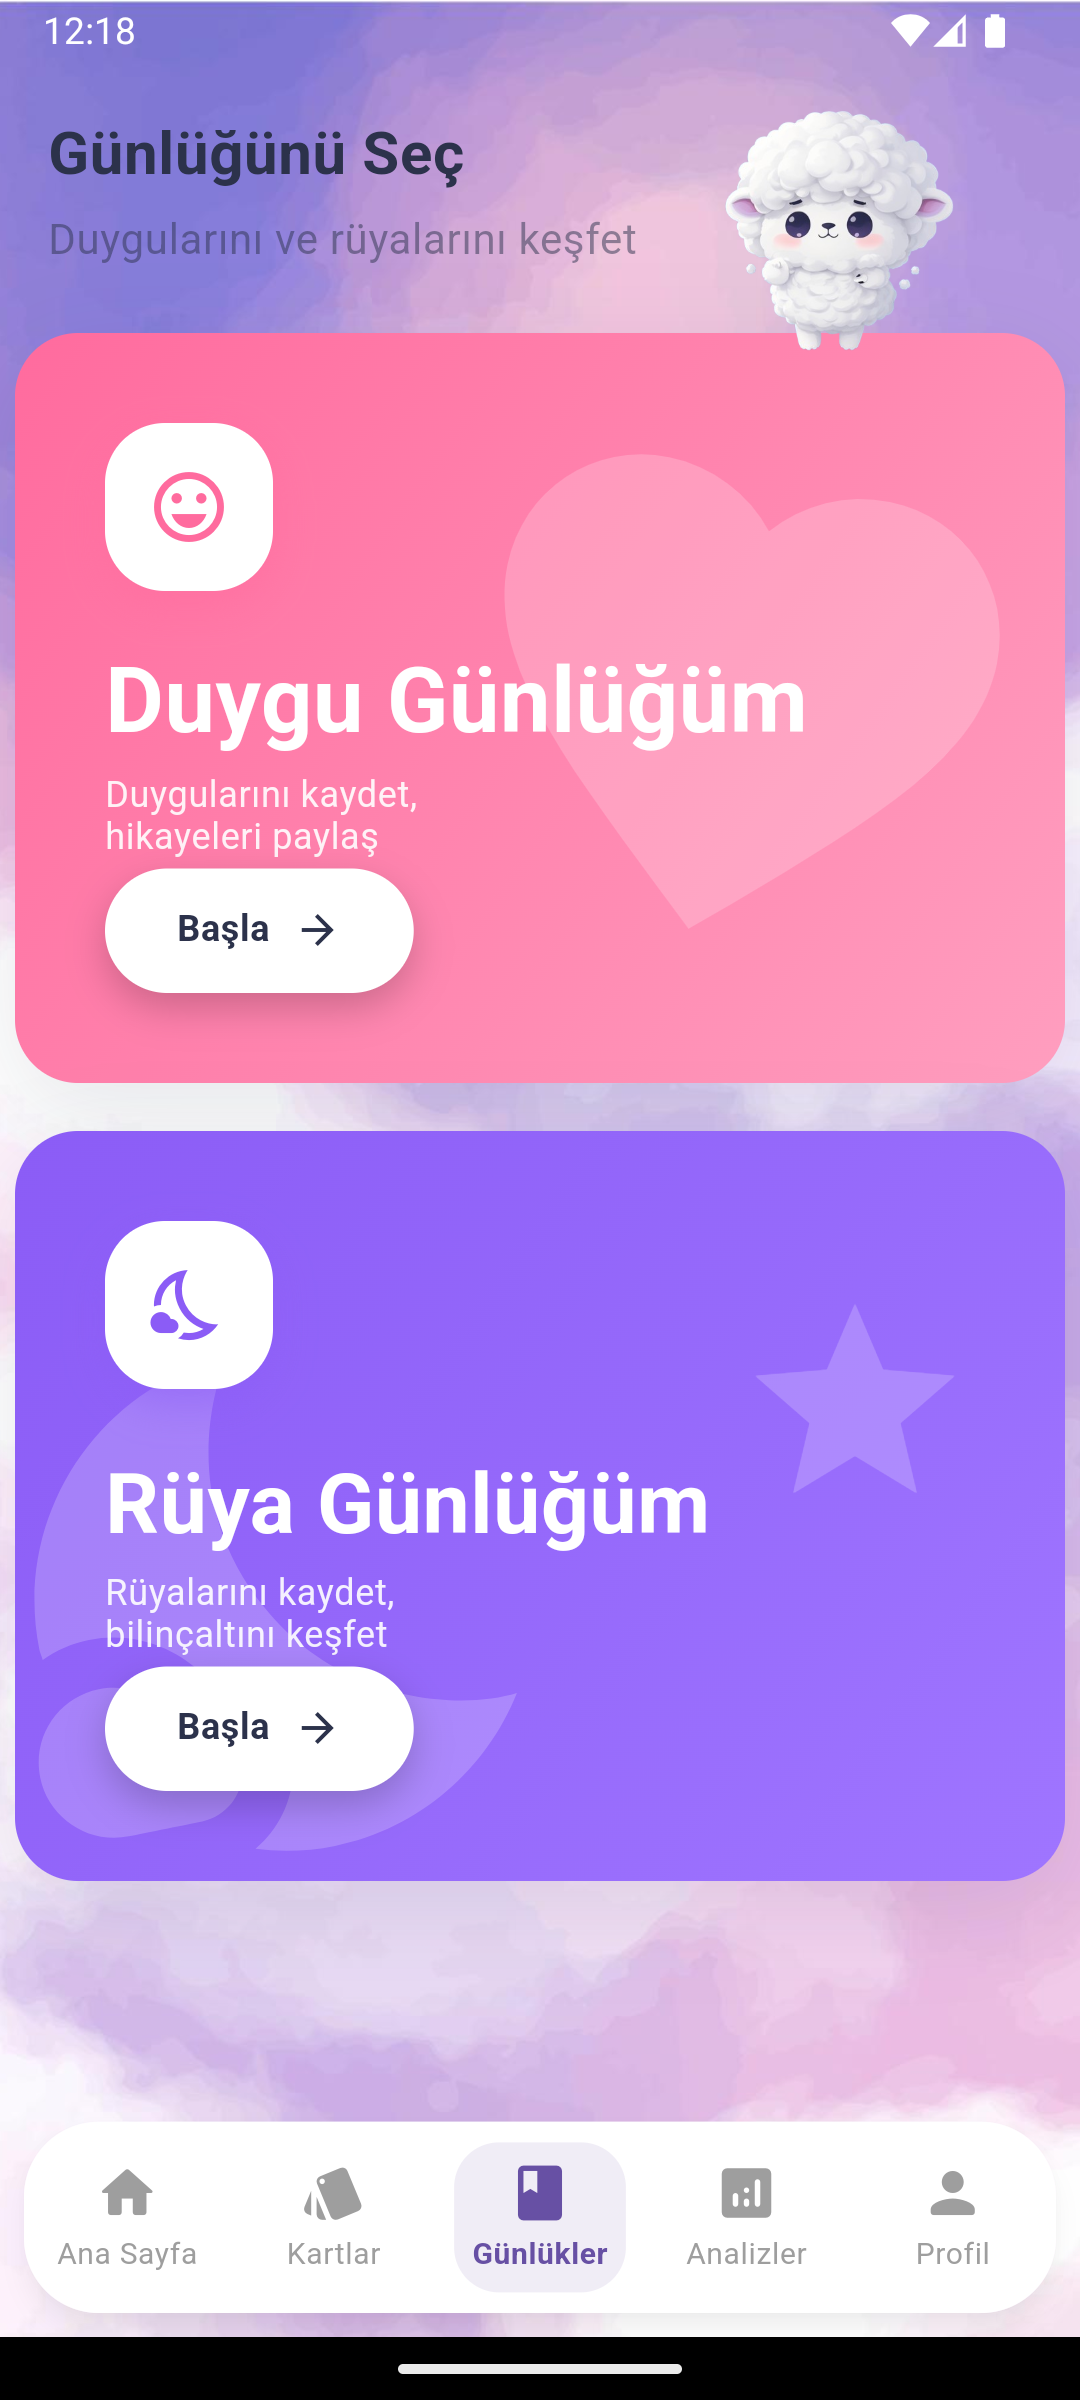 12:18
Günlüğünü Seç
Duygularını ve rüyalarını keşfet
Duygu Günlüğüm
Duygularını kaydet,
hikayeleri paylaş
Başla
Rüya Günlüğüm
Rüyalarını kaydet,
bilinçaltını keşfet
Başla
Ana Sayfa
Kartlar
Günlükler
Analizler
Profil